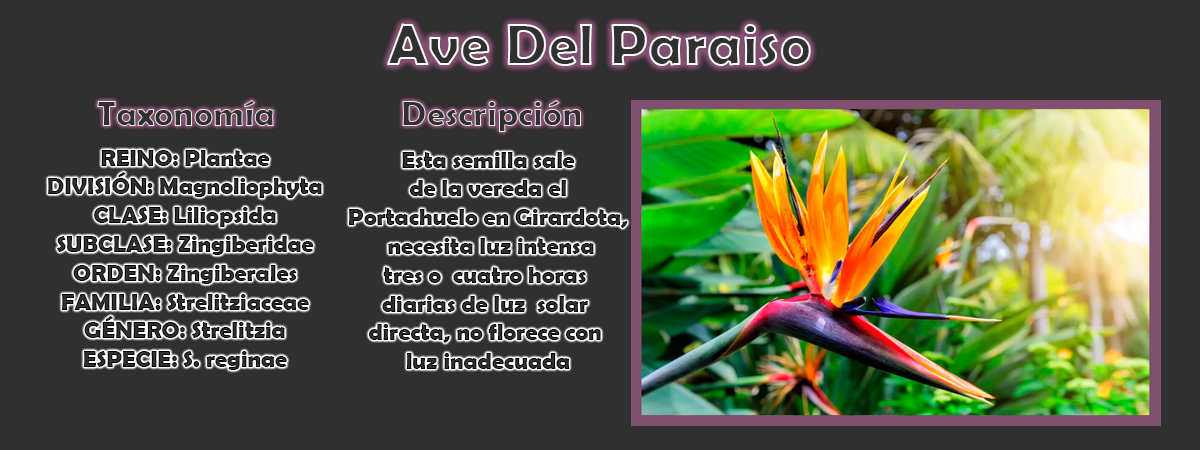 Ave Del Paraiso
Taxonomía
REINO: Plantae
DIVISIÓN: Magnoliophyta
CLASE: Liliopsida
SUBCLASE: Zingiberidae
ORDEN: Zingiberales
FAMILIA: Strelitziaceae
GÉNERO: Strelitzia
ESPECIE: S. reginae
Descripción
Esta semilla sale
de la vereda el
Portachuelo en Girardota,
necesita luz intensa
tres o cuatro horas
diarias de luz solar
directa, no florece con
luz inadecuada